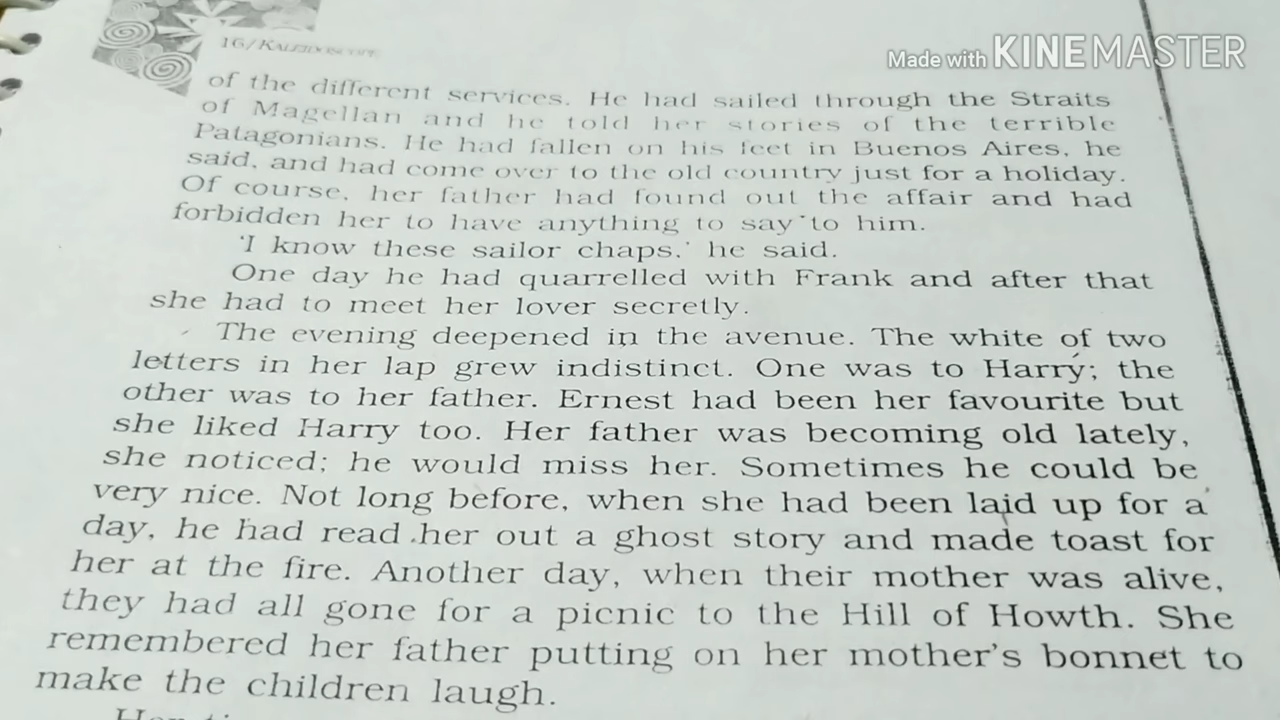 16/KALEIDOSCOPE
Made with KINEMASTER
of the different services. He had sailed through the Straits
of Magellan and he told her stories of the terrible
Patagonians. He had fallen on his feet in Buenos Aires, he
said, and had come over to the old country just for a holiday.
Of course, her father had found out the affair and had
forbidden her to have anything to say to him.
'I know these sailor chaps.' he said.
One day he had quarrelled with Frank and after that
she had to meet her lover secretly.
The evening deepened in the avenue. The white of two
letters in her lap grew indistinct. One was to Harry; the
other was to her father. Ernest had been her favourite but
she liked Harry too. Her father was becoming old lately,
she noticed; he would miss her. Sometimes he could be
very nice. Not long before, when she had been laid up for a
day, he had read her out a ghost story and made toast for
her at the fire. Another day, when their mother was alive,
they had all gone for a picnic to the Hill of Howth. She
remembered her father putting on her mother's bonnet to
make the children laugh.